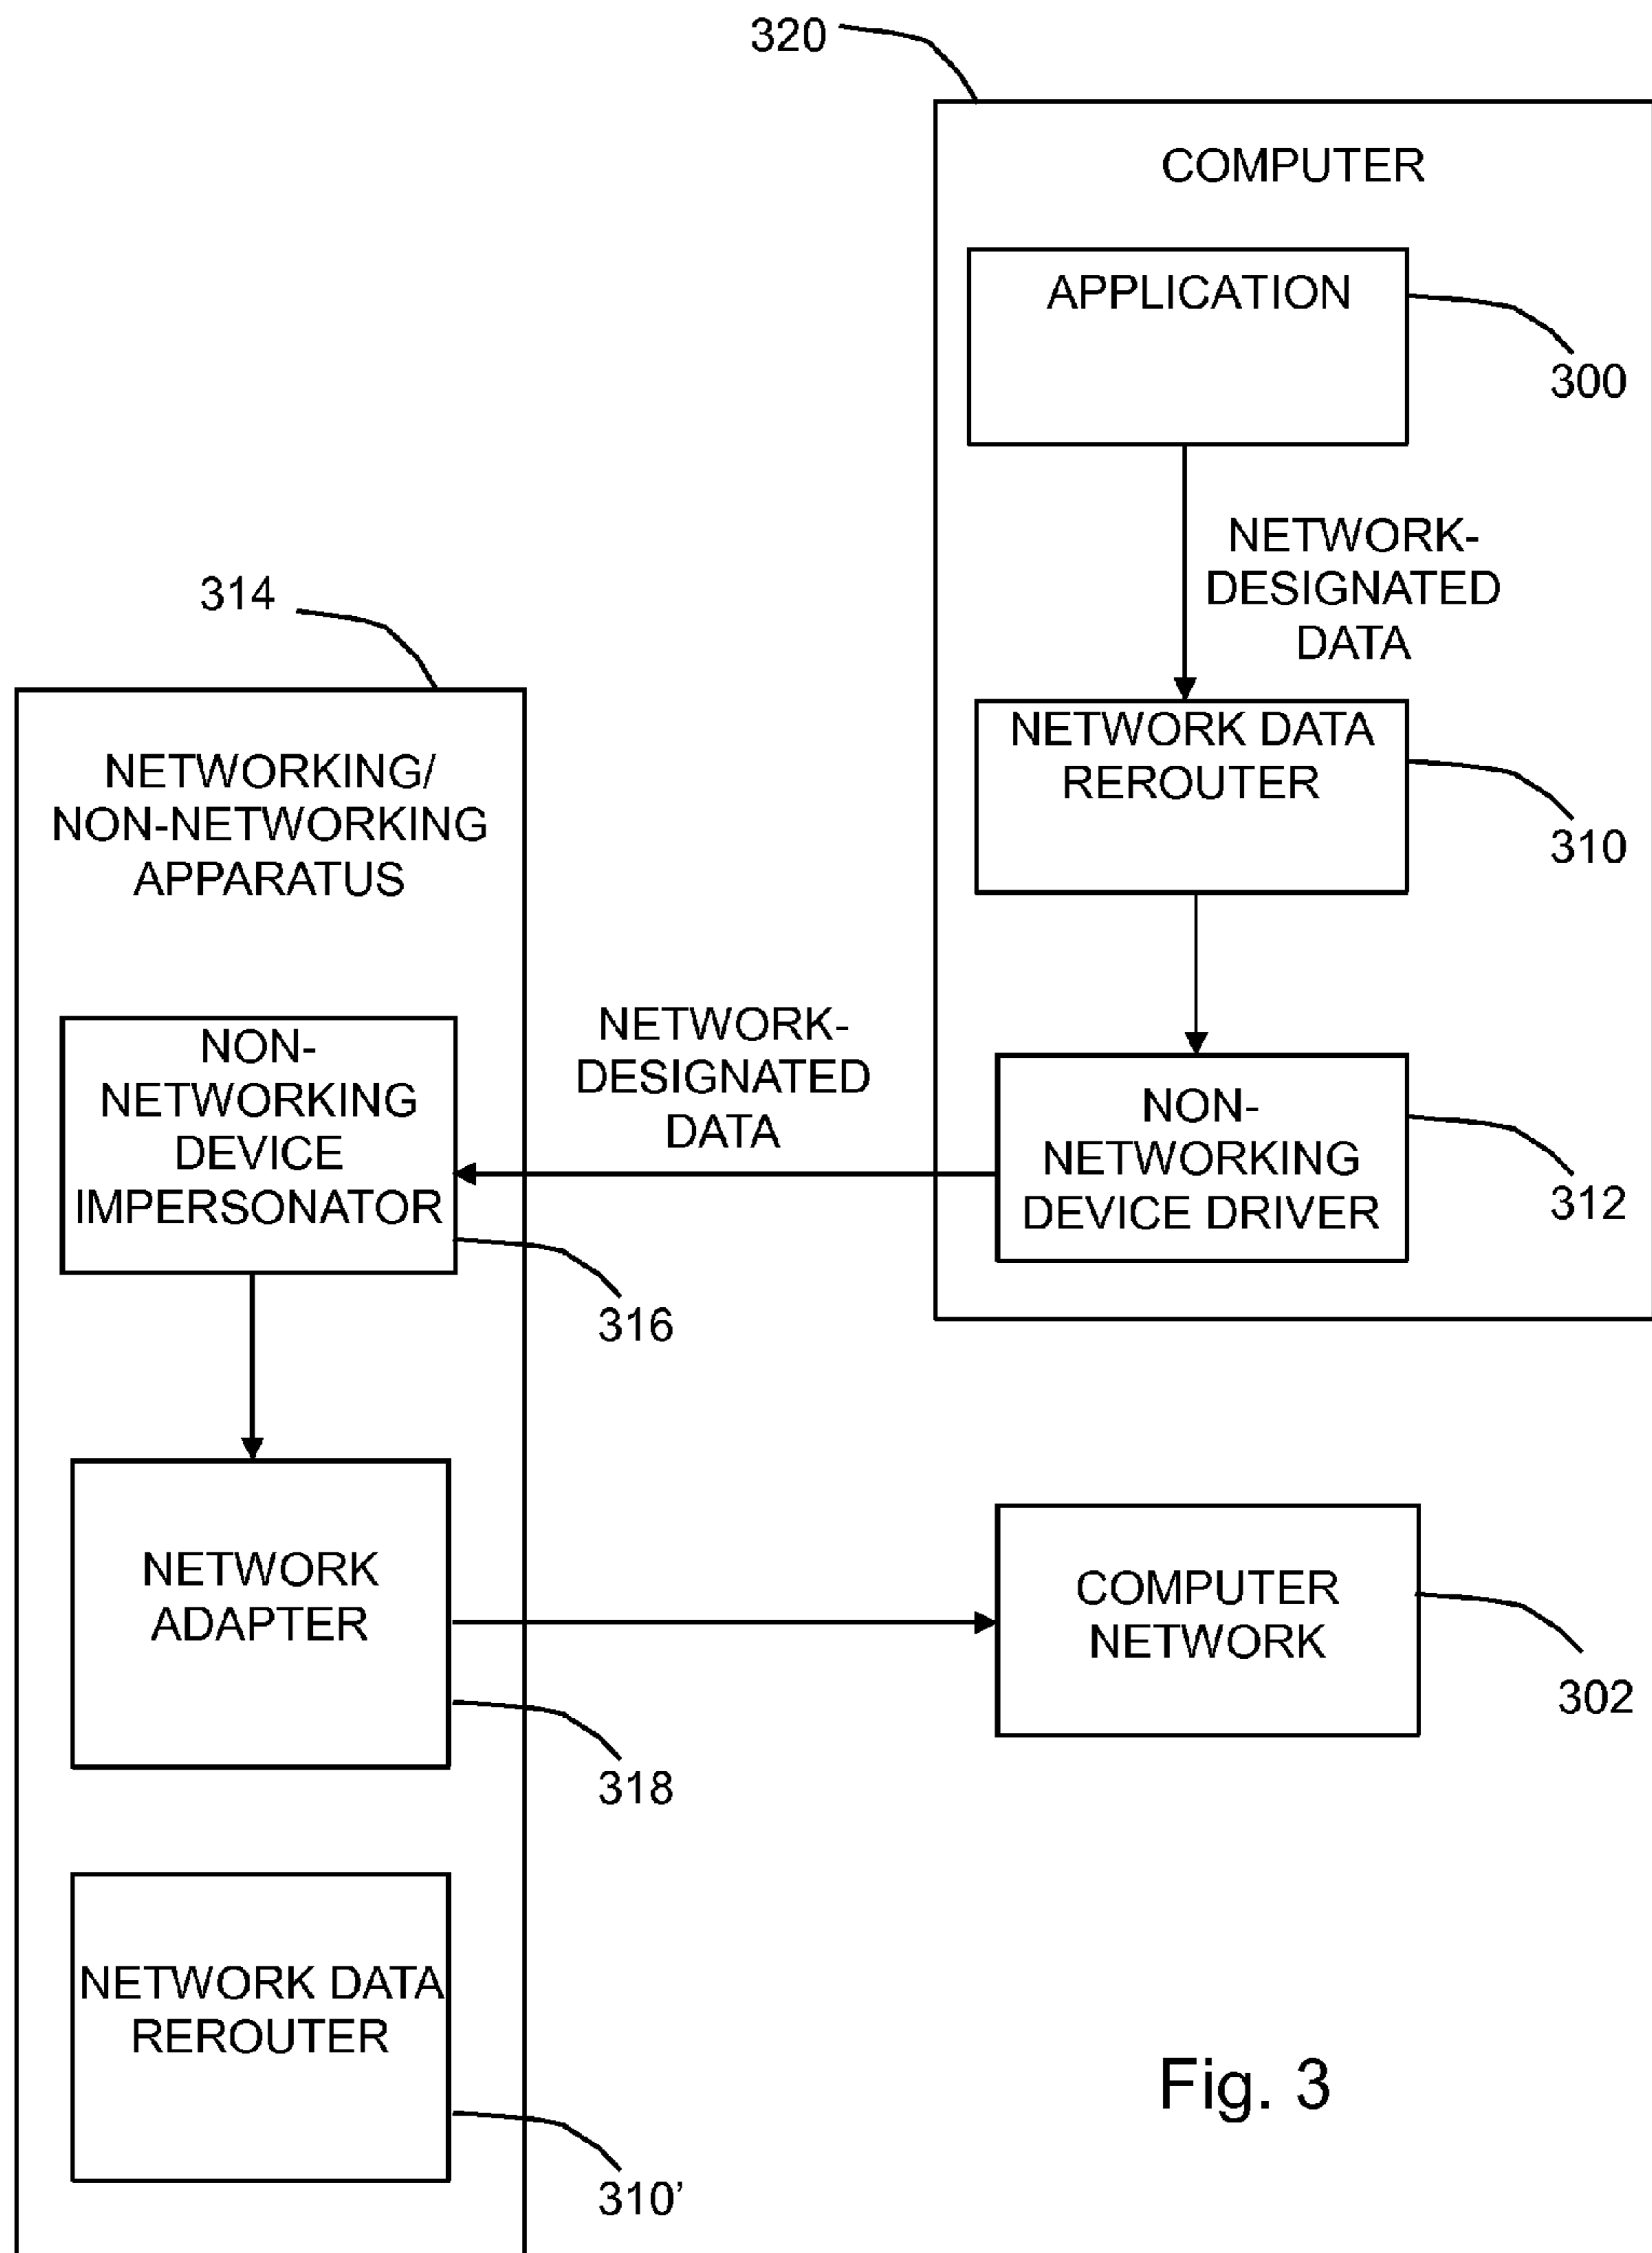 320
COMPUTER
APPLICATION
300
NETWORK-
DESIGNATED
DATA
314
NETWORK DATA
REROUTER
310
NETWORKING/
NON-NETWORKING
APPARATUS
NETWORK-
DESIGNATED
DATA
NON-
NETWORKING
DEVICE
IMPERSONATOR
316
NON-
NETWORKING
DEVICE DRIVER
312
NETWORK
ADAPTER
318
COMPUTER
NETWORK
302
NETWORK DATA
REROUTER
310’
Fig. 3